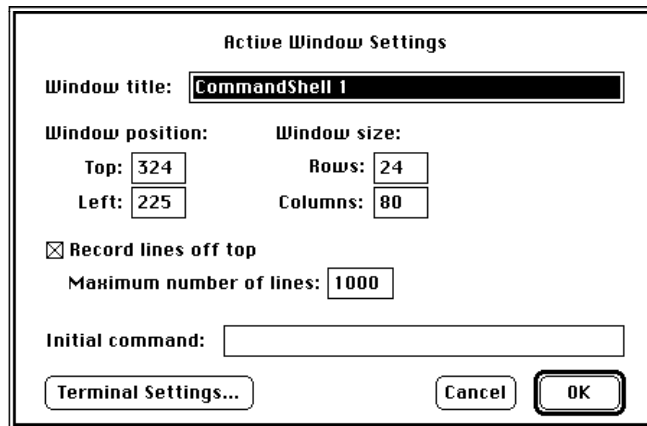 Active Window Settings
Window title: CommandShell 1
Window position: Window size:
Top: 324 Rows: 24
Left: 225 Columns: 80
Record lines off top
Maximum number of lines: 1000
Initial command:
Terminal Settings... Cancel OK